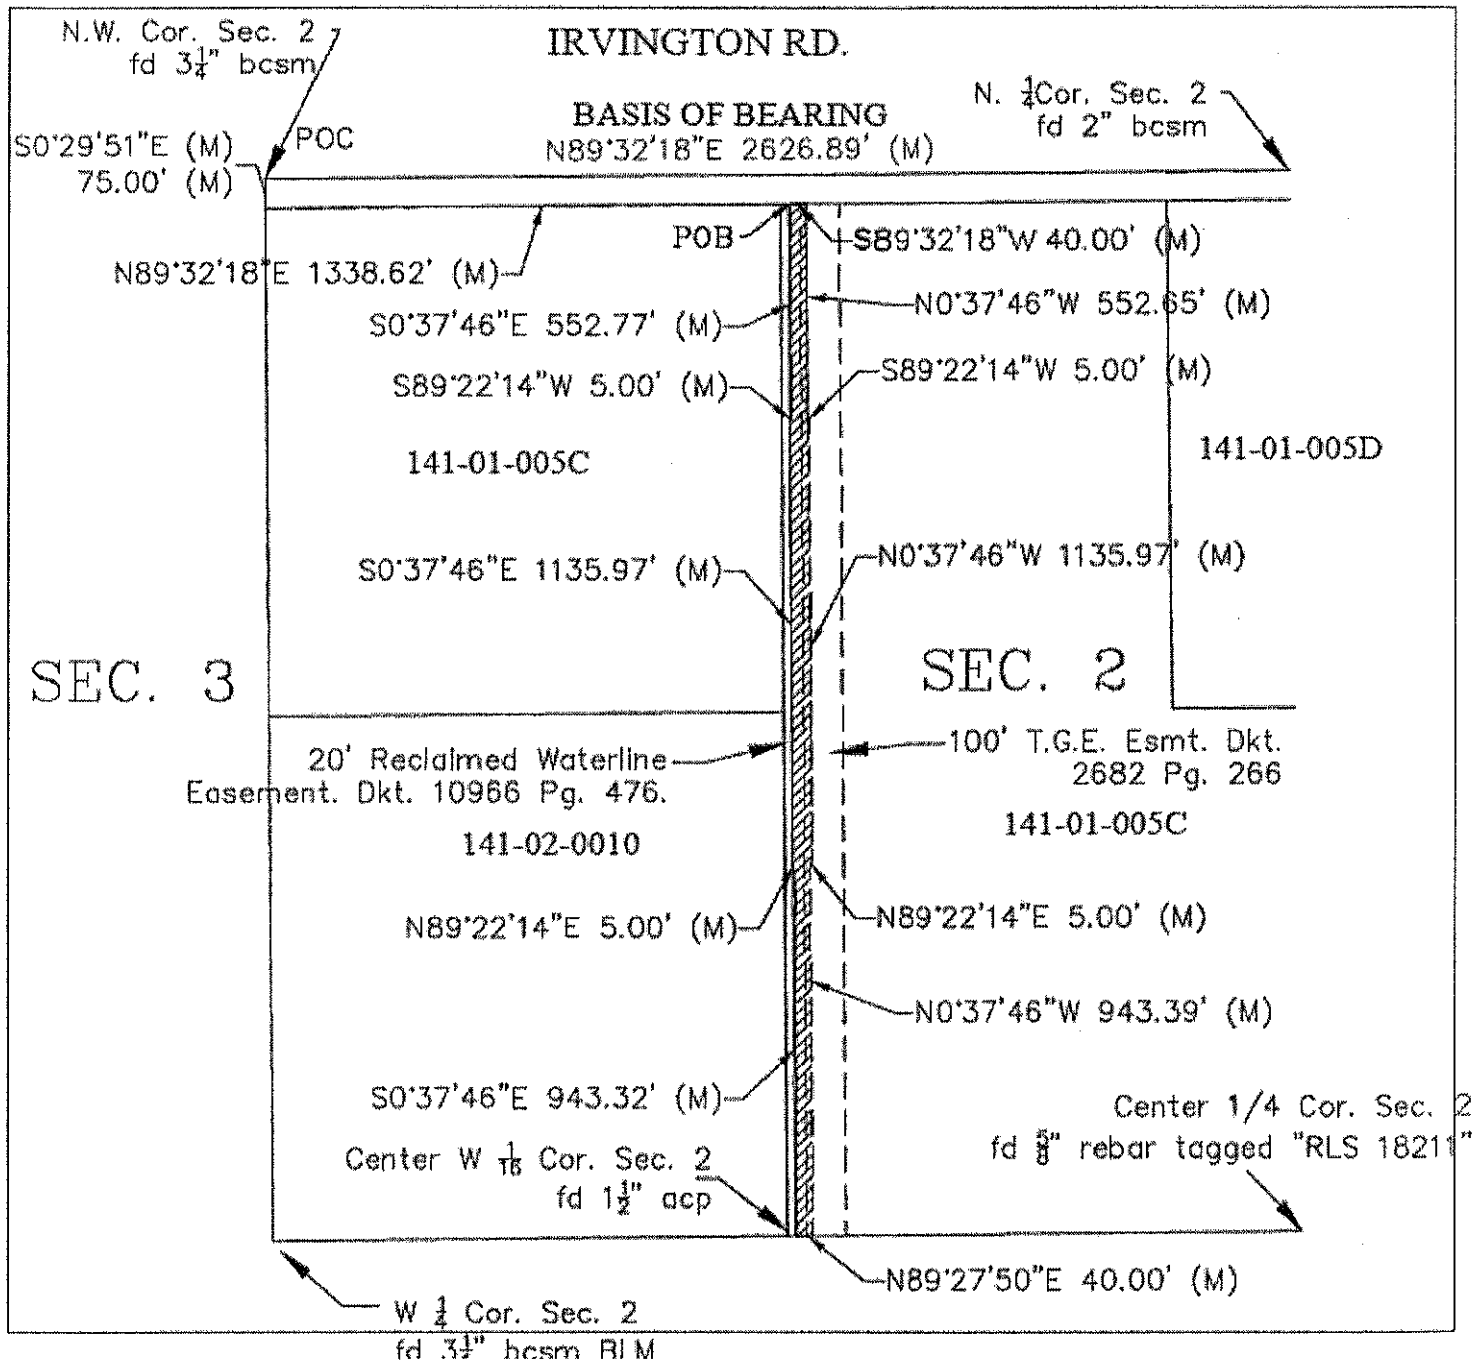 N.W. Cor. Sec. 2
fd 3¼" bcsm
IRVINGTON RD.
N. ¼Cor. Sec. 2
fd 2" bcsm
BASIS OF BEARING
N89°32'18"E 2626.89' (M)
S0°29'51"E (M)
75.00' (M)
POC
POB
S89°32'18"W 40.00' (M)
N89°32'18"E 1338.62' (M)
N0°37'46"W 552.65' (M)
S0°37'46"E 552.77' (M)
S89°22'14"W 5.00' (M)
S89°22'14"W 5.00' (M)
141-01-005C
141-01-005D
S0°37'46"E 1135.97' (M)
N0°37'46"W 1135.97' (M)
SEC. 3
SEC. 2
20' Reclaimed Waterline
Easement. Dkt. 10966 Pg. 476.
100' T.G.E. Esmt. Dkt.
2682 Pg. 266
141-02-0010
141-01-005C
N89°22'14"E 5.00' (M)
N89°22'14"E 5.00' (M)
N0°37'46"W 943.39' (M)
S0°37'46"E 943.32' (M)
Center 1/4 Cor. Sec. 2
fd ⅝" rebar tagged "RLS 18211"
Center W 1/16 Cor. Sec. 2
fd 1½" acp
N89°27'50"E 40.00' (M)
W ¼ Cor. Sec. 2
fd 3½" bcsm BLM